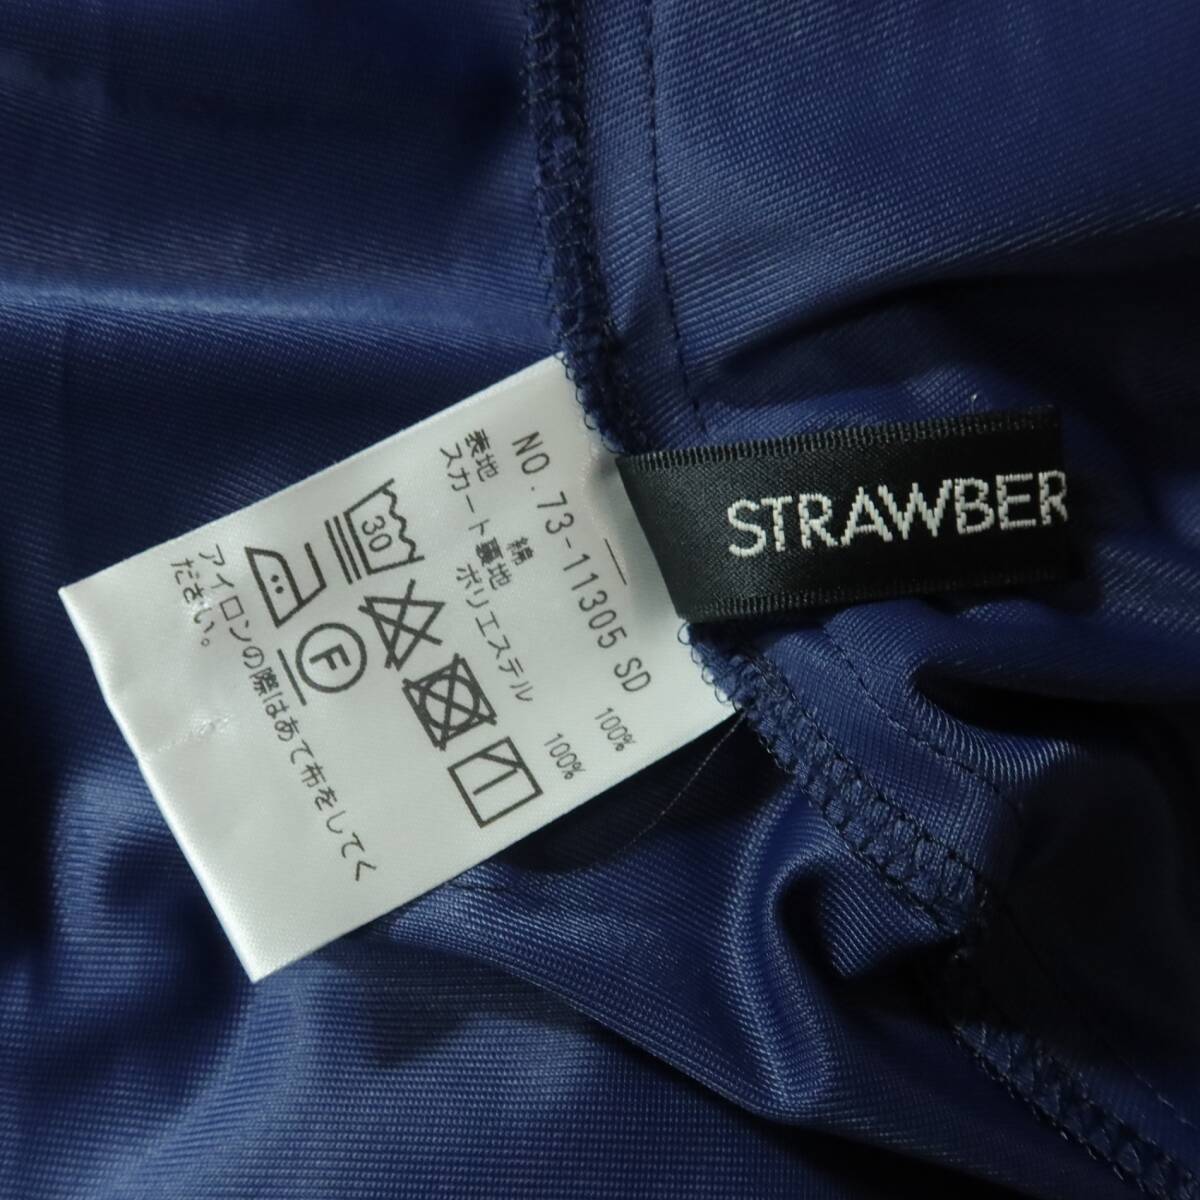 NO.73-11305 SD
表地 綿 100%
スカート裏地 ポリエステル 100%
30
F
アイロンの際はあて布をしてく
ださい。
STRAWBER